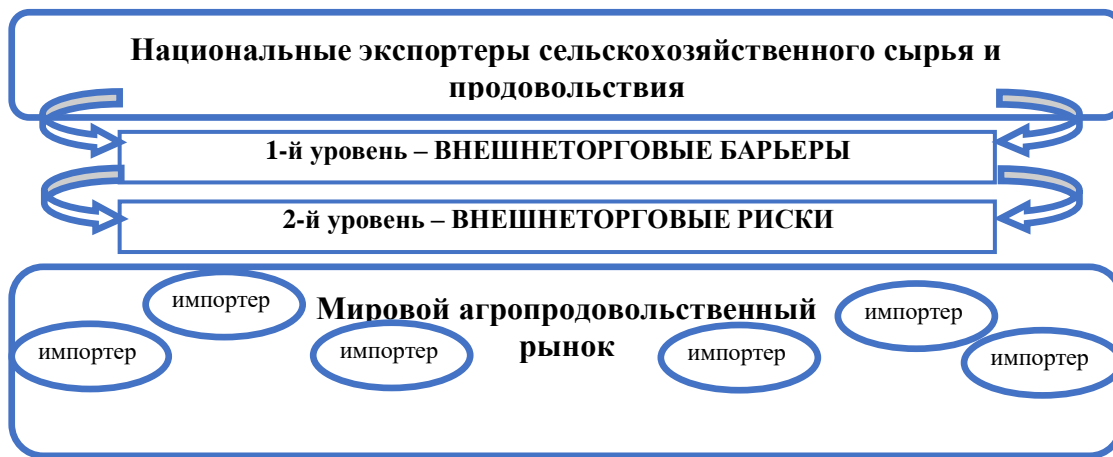 Национальные экспортеры сельскохозяйственного сырья и
продовольствия
1-й уровень – ВНЕШНЕТОРГОВЫЕ БАРЬЕРЫ
2-й уровень – ВНЕШНЕТОРГОВЫЕ РИСКИ
импортер
Мировой агропродовольственный
импортер
импортер
импортер
рынок
импортер
импортер